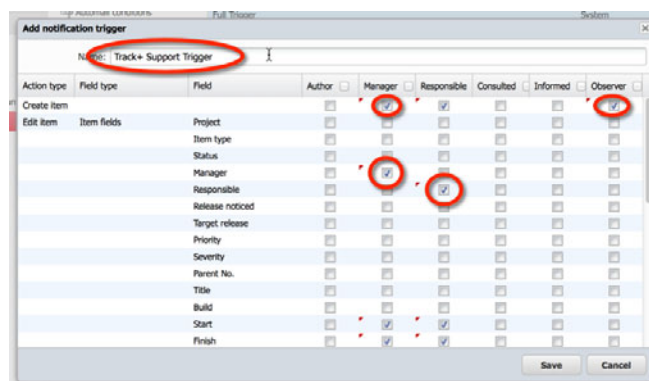 Automail conditions Full Trigger System
Add notification trigger
Name: Track+ Support Trigger
Action type Field type Field Author Manager Responsible Consulted Informed Observer
Create item
Edit item Item fields Project
Item type
Status
Manager
Responsible
Release noticed
Target release
Priority
Severity
Parent No.
Title
Build
Start
Finish
Save Cancel